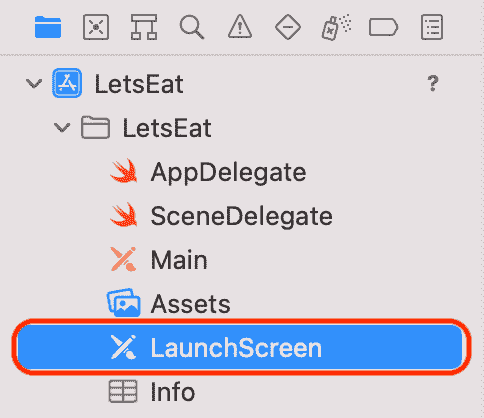 LetsEat ?
LetsEat
AppDelegate
SceneDelegate
Main
Assets
LaunchScreen
Info